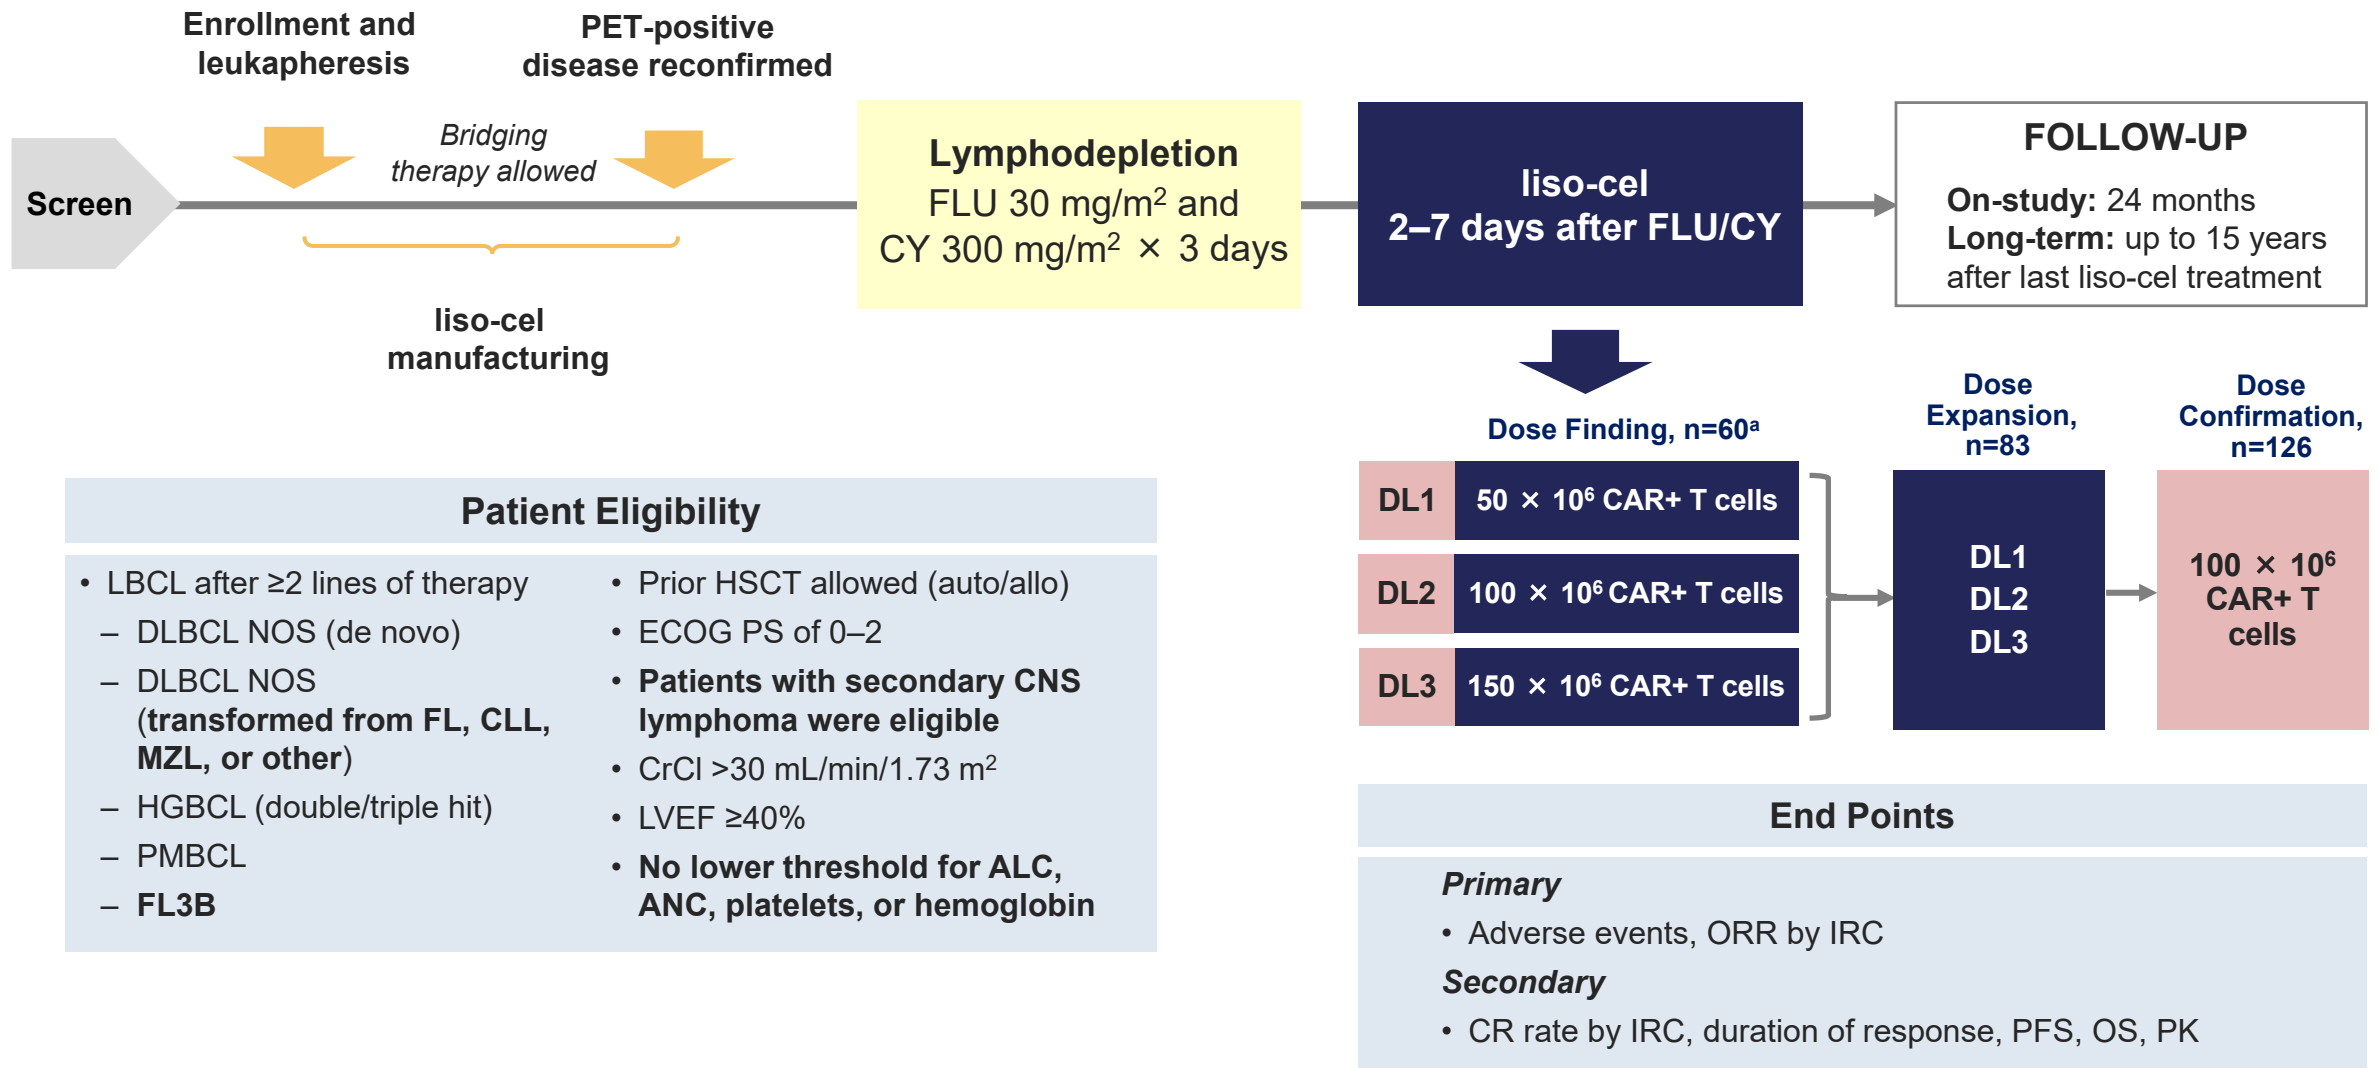 Enrollment and
leukapheresis
PET-positive
disease reconfirmed
Screen
Bridging
therapy allowed
liso-cel
manufacturing
Lymphodepletion
FLU 30 mg/m² and
CY 300 mg/m² × 3 days
liso-cel
2–7 days after FLU/CY
FOLLOW-UP
On-study: 24 months
Long-term: up to 15 years
after last liso-cel treatment
Dose Finding, n=60ᵃ
DL1 50 × 10⁶ CAR+ T cells
DL2 100 × 10⁶ CAR+ T cells
DL3 150 × 10⁶ CAR+ T cells
Dose
Expansion,
n=83
DL1
DL2
DL3
Dose
Confirmation,
n=126
100 × 10⁶
CAR+ T
cells
Patient Eligibility
• LBCL after ≥2 lines of therapy
– DLBCL NOS (de novo)
– DLBCL NOS
(transformed from FL, CLL,
MZL, or other)
– HGBCL (double/triple hit)
– PMBCL
– FL3B
• Prior HSCT allowed (auto/allo)
• ECOG PS of 0–2
• Patients with secondary CNS
lymphoma were eligible
• CrCl >30 mL/min/1.73 m²
• LVEF ≥40%
• No lower threshold for ALC,
ANC, platelets, or hemoglobin
End Points
Primary
• Adverse events, ORR by IRC
Secondary
• CR rate by IRC, duration of response, PFS, OS, PK